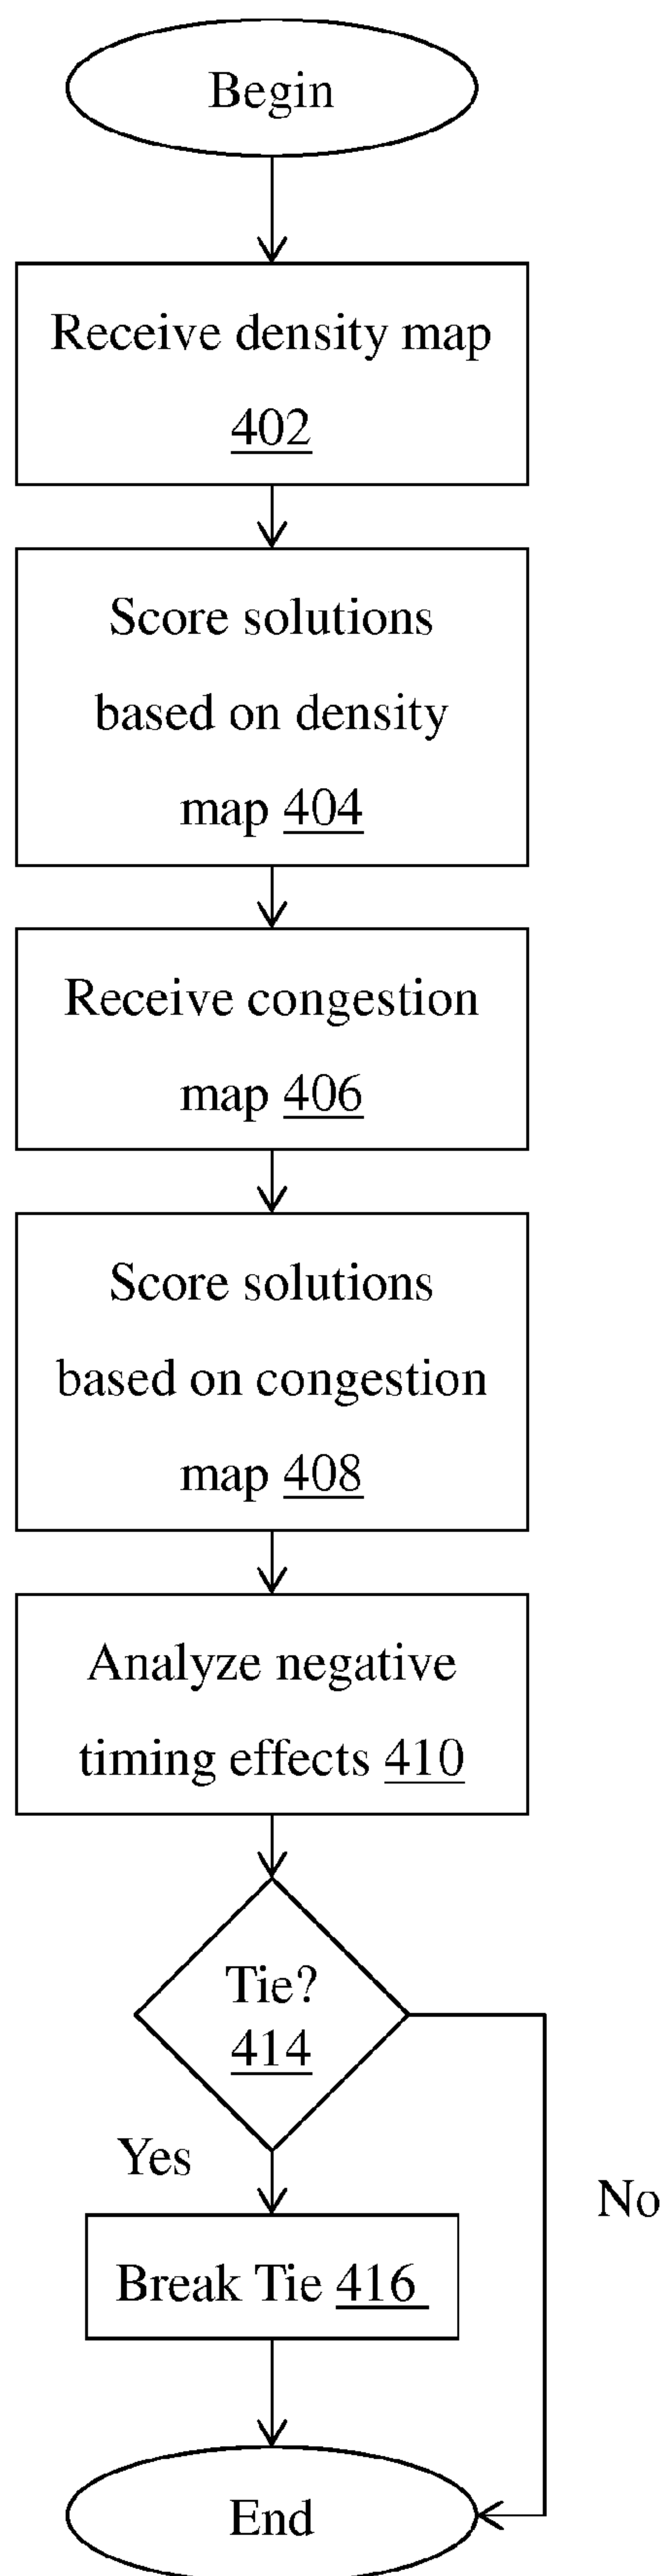 Begin
Receive density map
402
Score solutions
based on density
map 404
Receive congestion
map 406
Score solutions
based on congestion
map 408
Analyze negative
timing effects 410
Tie?
414
Yes
No
Break Tie 416
End